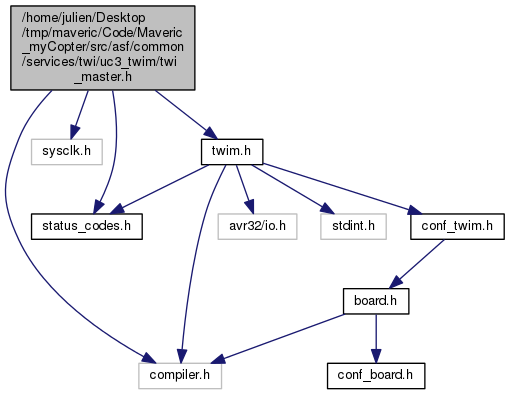 /home/julien/Desktop
/tmp/maveric/Code/Maveric
_myCopter/src/asf/common
/services/twi/uc3_twim/twi
_master.h
sysclk.h
twim.h
status_codes.h
avr32/io.h
stdint.h
conf_twim.h
board.h
compiler.h
conf_board.h